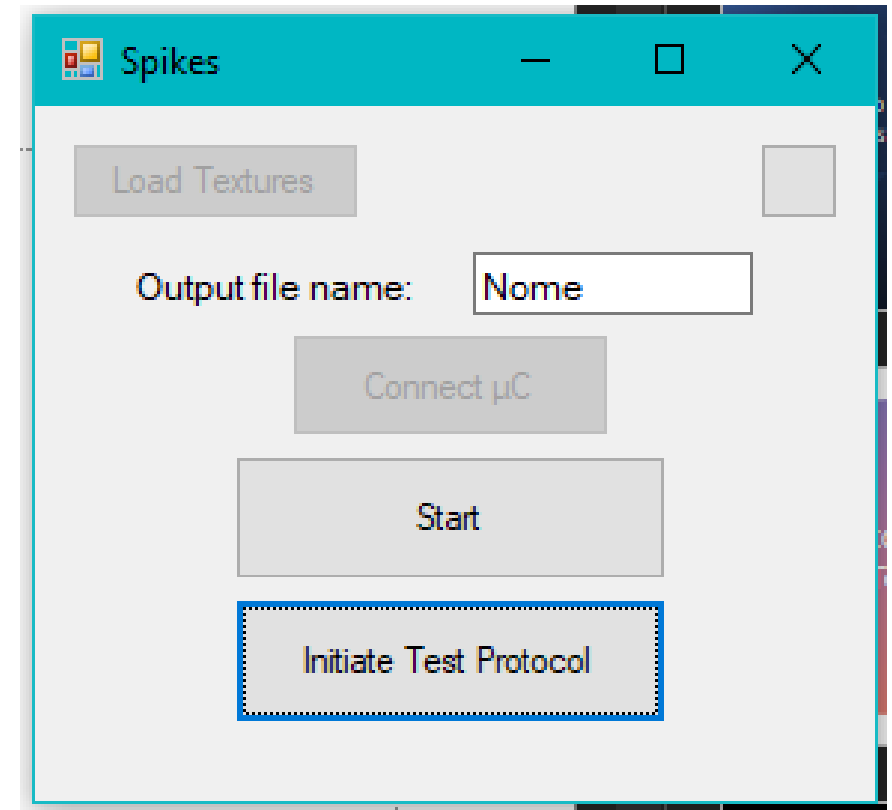 Spikes
Load Textures
Output file name: Nome
Connect µC
Start
Initiate Test Protocol